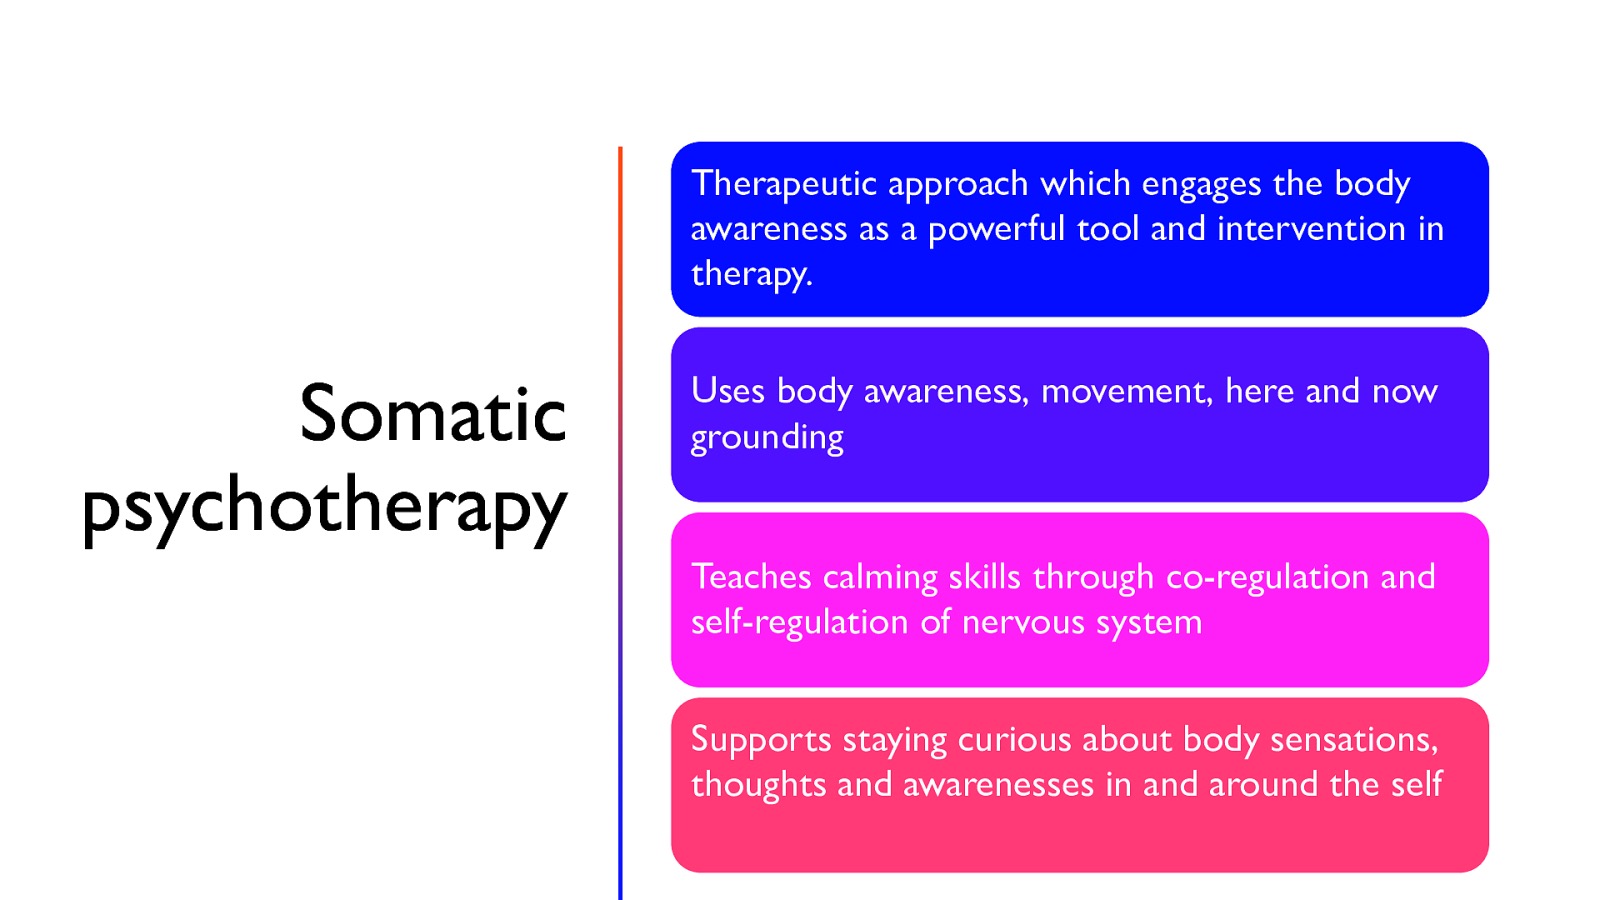 Somatic
psychotherapy
Therapeutic approach which engages the body
awareness as a powerful tool and intervention in
therapy.
Uses body awareness, movement, here and now
grounding
Teaches calming skills through co-regulation and
self-regulation of nervous system
Supports staying curious about body sensations,
thoughts and awarenesses in and around the self